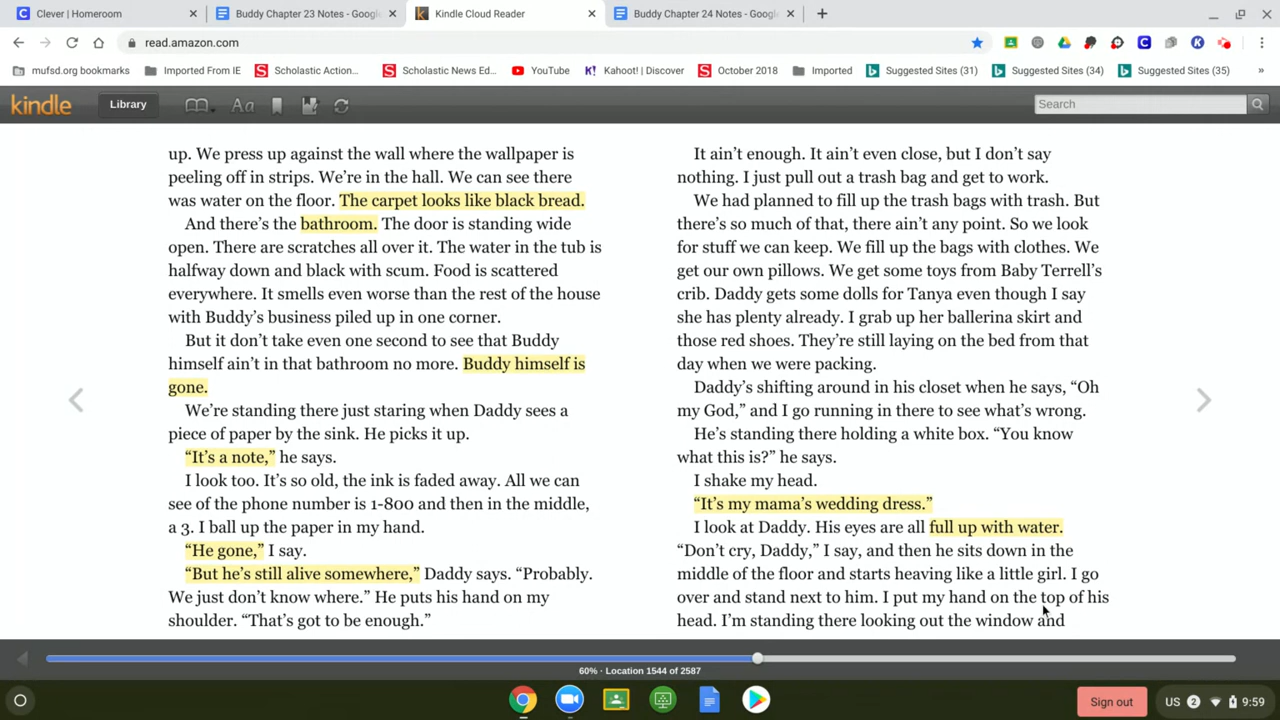 Clever | Homeroom
Buddy Chapter 23 Notes - Googl
Kindle Cloud Reader
Buddy Chapter 24 Notes - Googl
read.amazon.com
mufsd.org bookmarks
Imported From IE
Scholastic Action...
Scholastic News Ed...
YouTube
Kahoot! | Discover
October 2018
Imported
Suggested Sites (31)
Suggested Sites (34)
Suggested Sites (35)
»
kindle
Library
Aa
Search
up. We press up against the wall where the wallpaper is
peeling off in strips. We’re in the hall. We can see there
was water on the floor. The carpet looks like black bread.
And there’s the bathroom. The door is standing wide
open. There are scratches all over it. The water in the tub is
halfway down and black with scum. Food is scattered
everywhere. It smells even worse than the rest of the house
with Buddy’s business piled up in one corner.
But it don’t take even one second to see that Buddy
himself ain’t in that bathroom no more. Buddy himself is
gone.
We’re standing there just staring when Daddy sees a
piece of paper by the sink. He picks it up.
“It’s a note,” he says.
I look too. It’s so old, the ink is faded away. All we can
see of the phone number is 1-800 and then in the middle,
a 3. I ball up the paper in my hand.
“He gone,” I say.
“But he’s still alive somewhere,” Daddy says. “Probably.
We just don’t know where.” He puts his hand on my
shoulder. “That’s got to be enough.”
It ain’t enough. It ain’t even close, but I don’t say
nothing. I just pull out a trash bag and get to work.
We had planned to fill up the trash bags with trash. But
there’s so much of that, there ain’t any point. So we look
for stuff we can keep. We fill up the bags with clothes. We
get our own pillows. We get some toys from Baby Terrell’s
crib. Daddy gets some dolls for Tanya even though I say
she has plenty already. I grab up her ballerina skirt and
those red shoes. They’re still laying on the bed from that
day when we were packing.
Daddy’s shifting around in his closet when he says, “Oh
my God,” and I go running in there to see what’s wrong.
He’s standing there holding a white box. “You know
what this is?” he says.
I shake my head.
“It’s my mama’s wedding dress.”
I look at Daddy. His eyes are all full up with water.
“Don’t cry, Daddy,” I say, and then he sits down in the
middle of the floor and starts heaving like a little girl. I go
over and stand next to him. I put my hand on the top of his
head. I’m standing there looking out the window and
60% · Location 1544 of 2587
Sign out
US
2
9:59